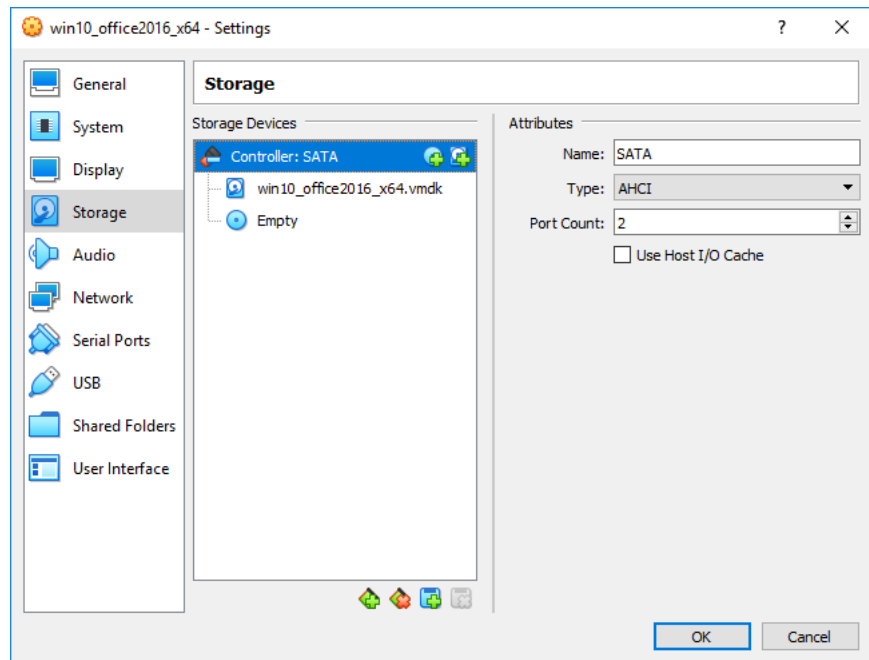 win10_office2016_x64 - Settings
?
General
System
Display
Storage
Audio
Network
Serial Ports
USB
Shared Folders
User Interface
Storage
Storage Devices
Controller: SATA
win10_office2016_x64.vmdk
Empty
Attributes
Name: SATA
Type: AHCI
Port Count: 2
Use Host I/O Cache
OK Cancel